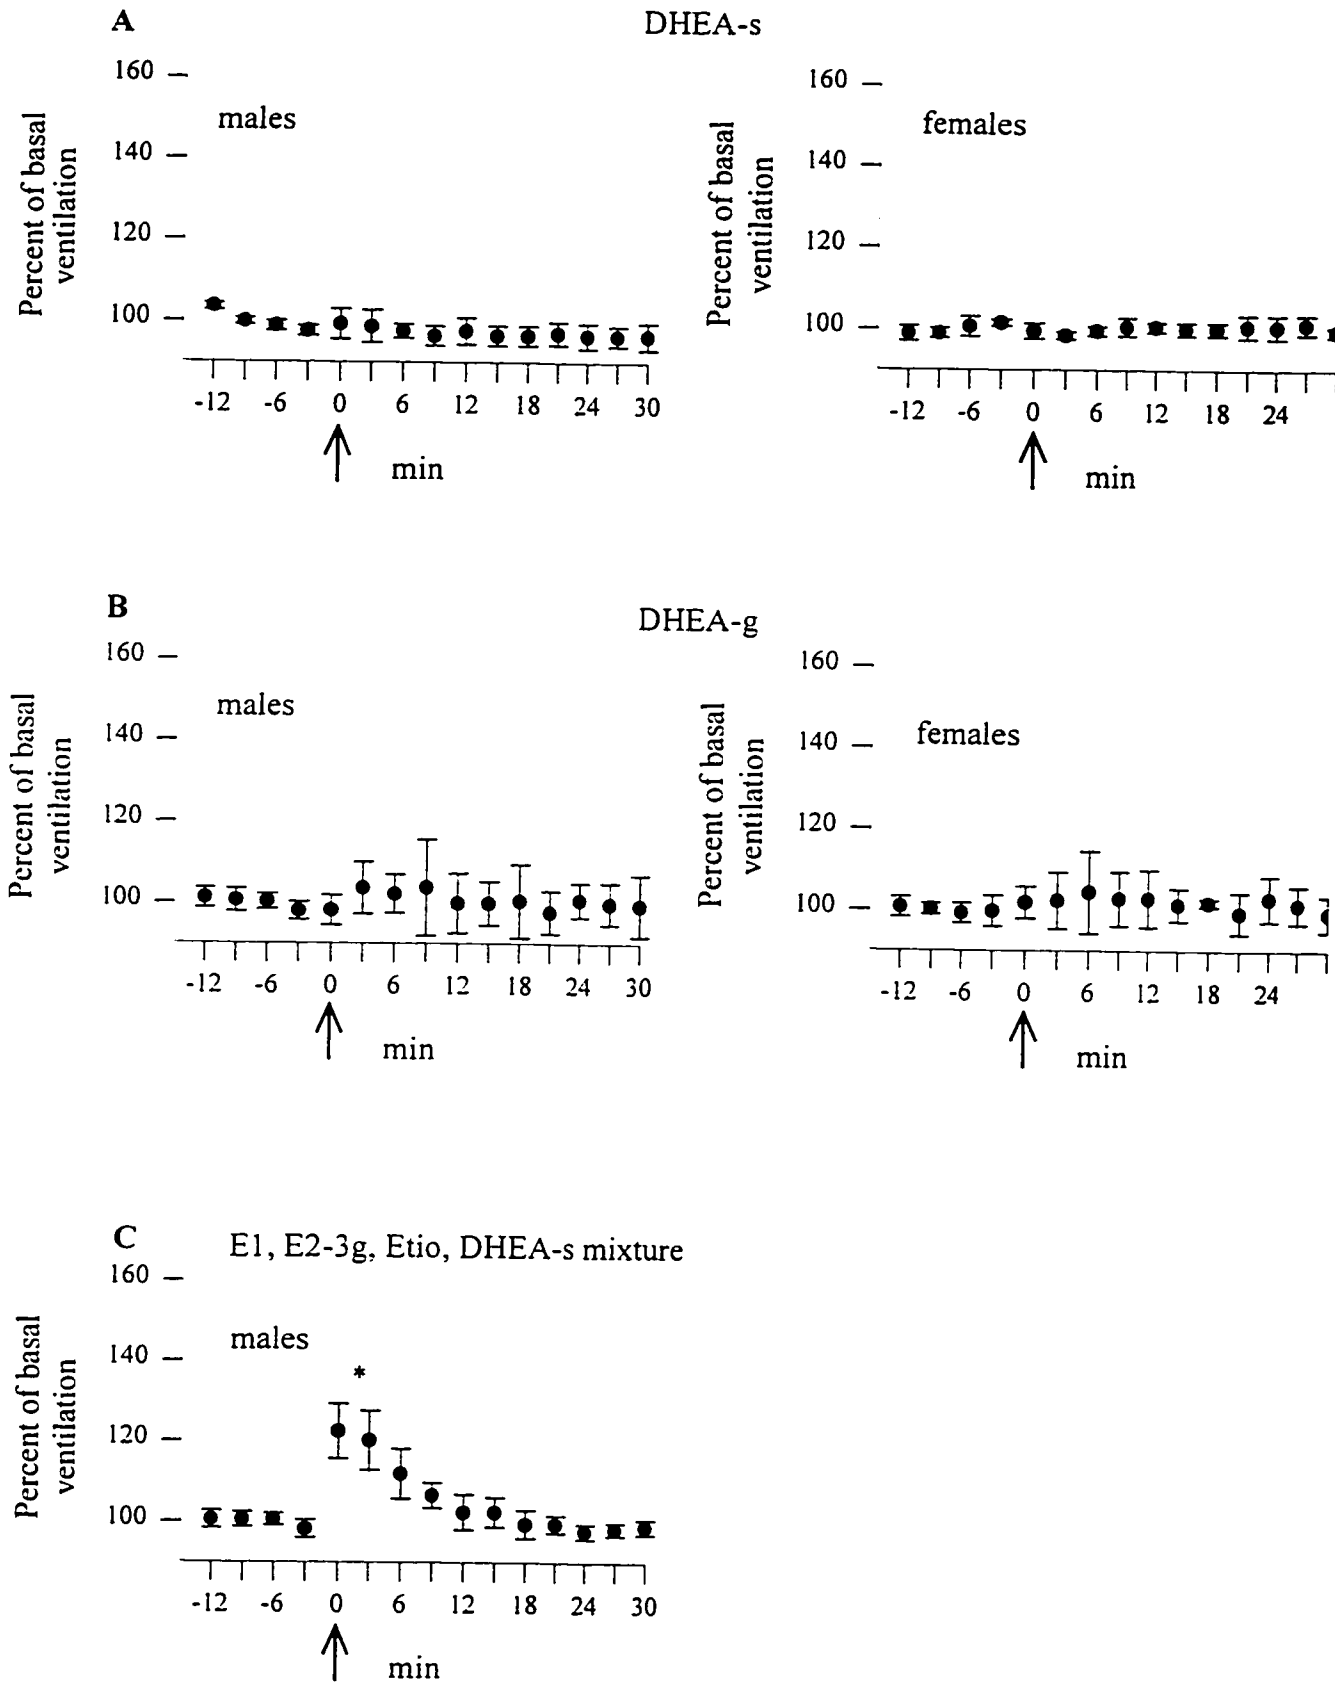 A
DHEA-s
160
140
120
100
Percent of basal
ventilation
males
-12 -6 0 6 12 18 24 30
min
160
140
120
100
Percent of basal
ventilation
females
-12 -6 0 6 12 18 24
min
B
DHEA-g
160
140
120
100
Percent of basal
ventilation
males
-12 -6 0 6 12 18 24 30
min
160
140
120
100
Percent of basal
ventilation
females
-12 -6 0 6 12 18 24
min
C
E1, E2-3g, Etio, DHEA-s mixture
160
140
120
100
Percent of basal
ventilation
males
*
-12 -6 0 6 12 18 24 30
min